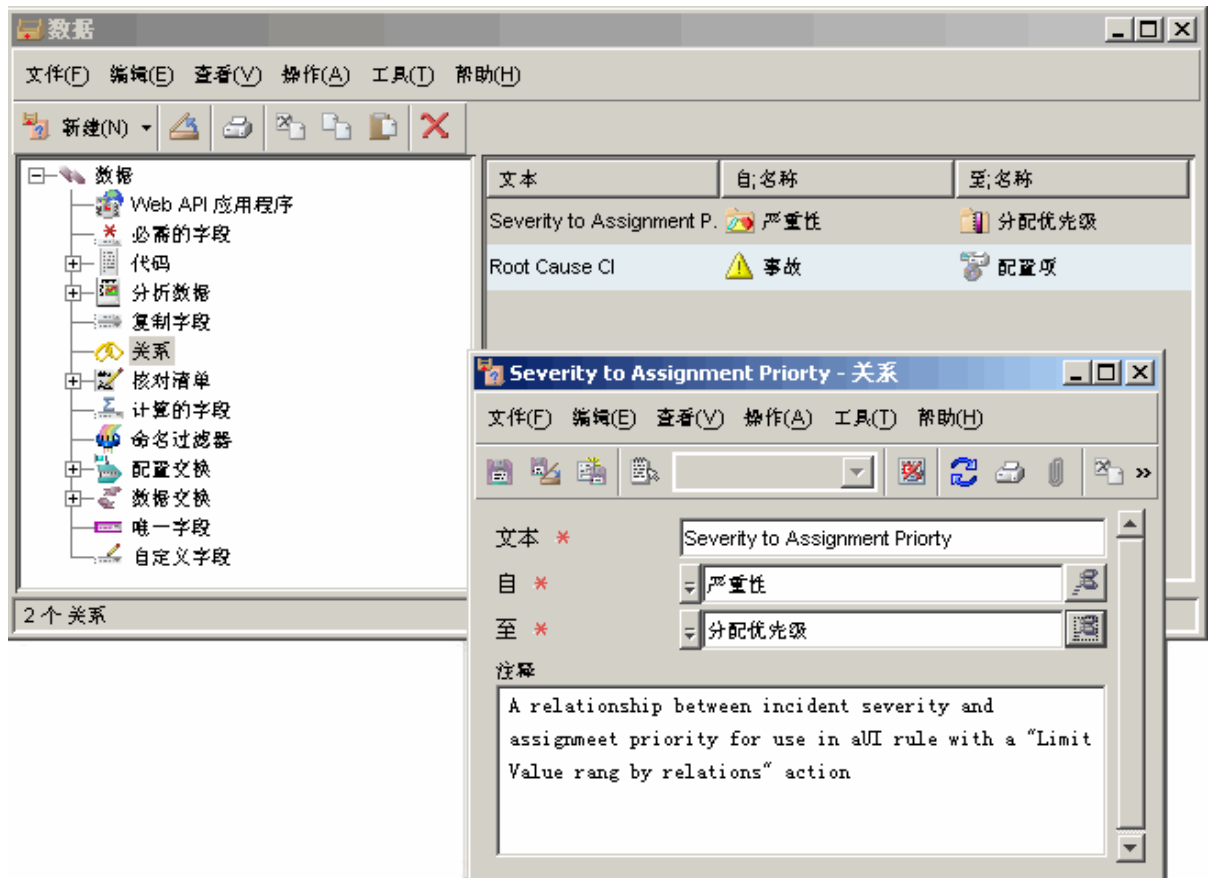 数据
文件(F) 编辑(E) 查看(V) 操作(A) 工具(T) 帮助(H)
新建(N)
数据
Web API 应用程序
必需的字段
代码
分析数据
复制字段
关系
核对清单
计算的字段
命名过滤器
配置交换
数据交换
唯一字段
自定义字段
文本 自;名称 至;名称
Severity to Assignment P. 严重性 分配优先级
Root Cause CI 事故 配置项
2 个 关系
Severity to Assignment Priorty - 关系
文件(F) 编辑(E) 查看(V) 操作(A) 工具(T) 帮助(H)
文本 * Severity to Assignment Priorty
自 * 严重性
至 * 分配优先级
注释
A relationship between incident severity and
assignmeet priority for use in aUI rule with a "Limit
Value rang by relations" action